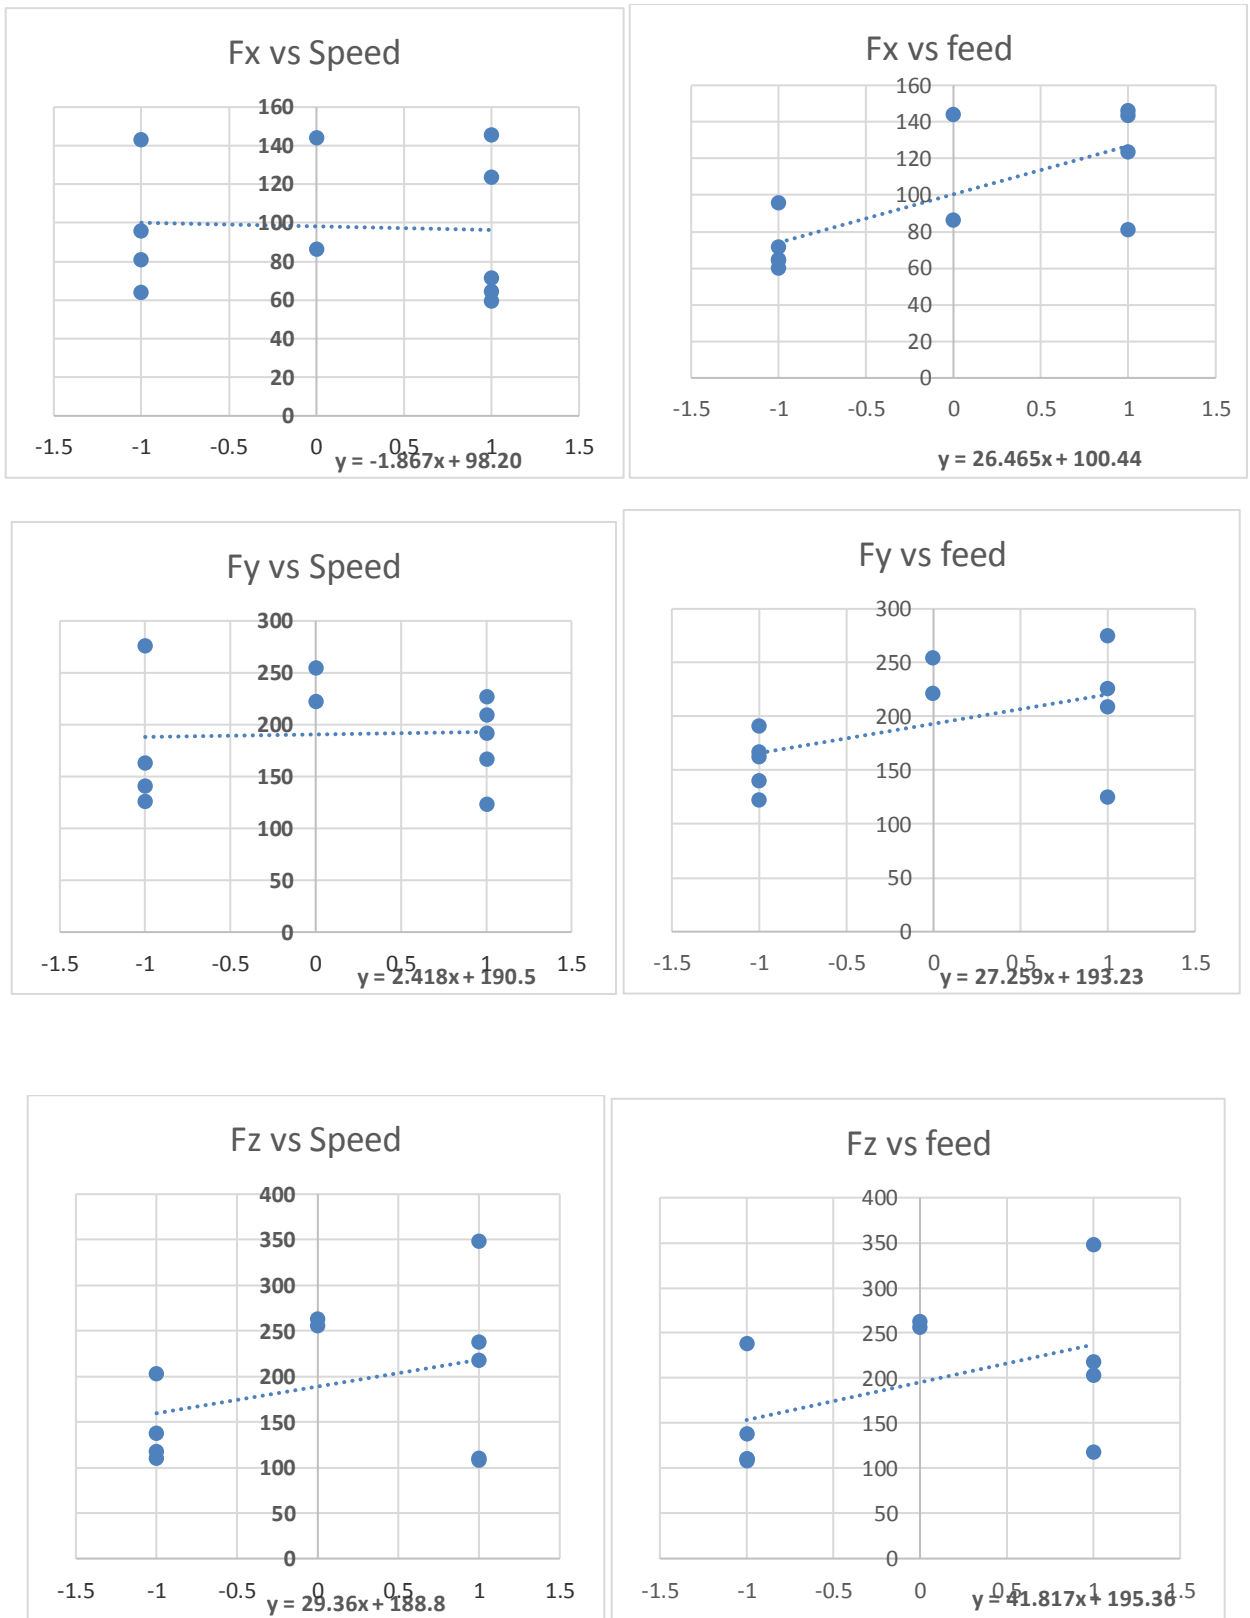 Fx vs Speed
160
140
120
100
80
60
40
20
0
-1.5 -1 -0.5 0 0.5 1 1.5
y = -1.867x + 98.20
Fx vs feed
160
140
120
100
80
60
40
20
0
-1.5 -1 -0.5 0 0.5 1 1.5
y = 26.465x + 100.44
Fy vs Speed
300
250
200
150
100
50
0
-1.5 -1 -0.5 0 0.5 1 1.5
y = 2.418x + 190.5
Fy vs feed
300
250
200
150
100
50
0
-1.5 -1 -0.5 0 0.5 1 1.5
y = 27.259x + 193.23
Fz vs Speed
400
350
300
250
200
150
100
50
0
-1.5 -1 -0.5 0 0.5 1 1.5
y = 29.36x + 188.8
Fz vs feed
400
350
300
250
200
150
100
50
0
-1.5 -1 -0.5 0 0.5 1 1.5
y = 41.817x + 195.36